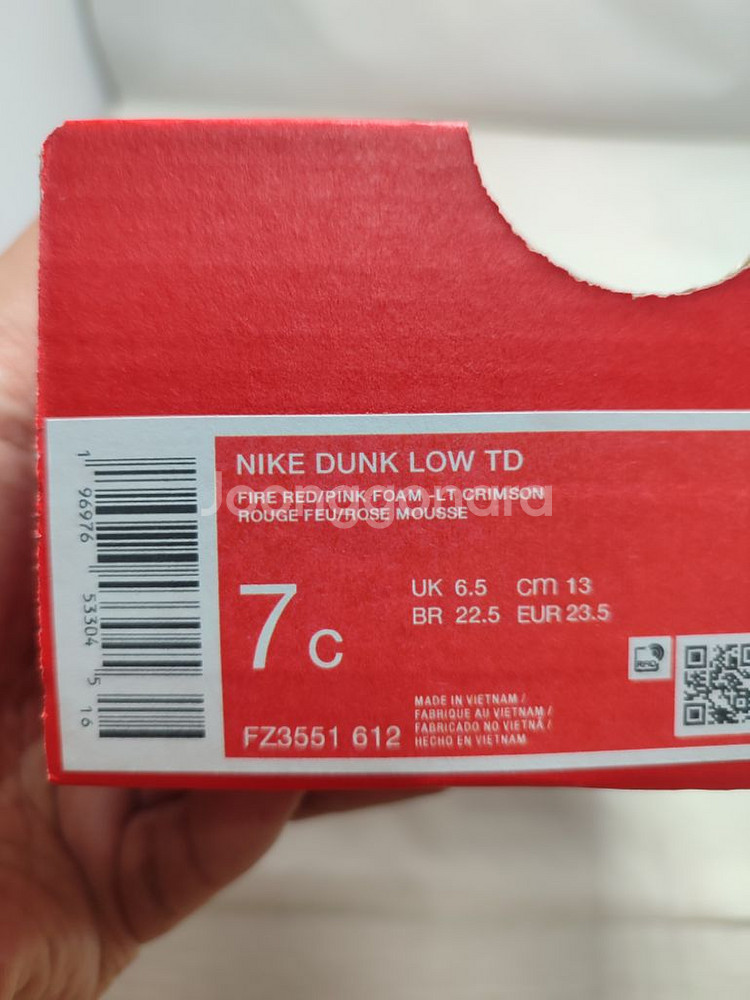 NIKE DUNK LOW TD
FIRE RED/PINK FOAM -LT CRIMSON
ROUGE FEU/ROSE MOUSSE
Joonggonara
7c
UK 6.5 cm 13
BR 22.5 EUR 23.5
RFID
MADE IN VIETNAM /
FABRIQUE AU VIETNAM /
FABRICADO NO VIETNÃ /
HECHO EN VIETNAM
FZ3551 612
1 96976 53304 5 16